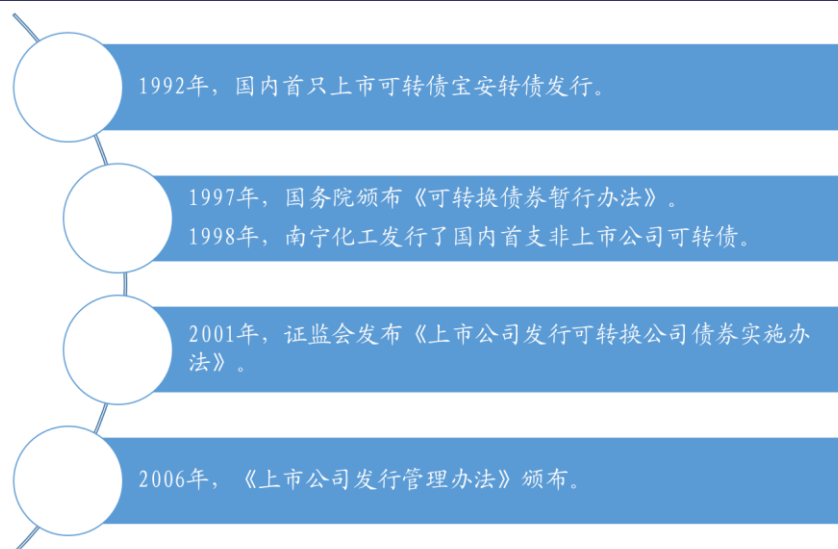 1992年，国内首只上市可转债宝安转债发行。
1997年，国务院颁布《可转换债券暂行办法》。
1998年，南宁化工发行了国内首支非上市公司可转债。
2001年，证监会发布《上市公司发行可转换公司债券实施办
法》。
2006年，《上市公司发行管理办法》颁布。